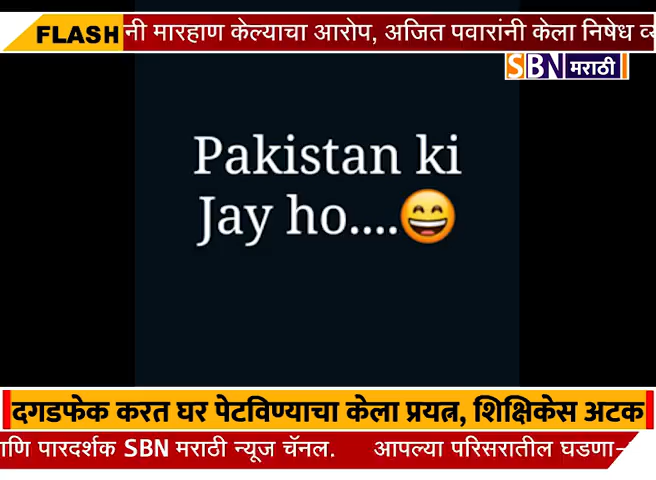 FLASH नी मारहाण केल्याचा आरोप, अजित पवारांनी केला निषेध
SBN मराठी
Pakistan ki
Jay ho....😄
दगडफेक करत घर पेटविण्याचा केला प्रयत्न, शिक्षिकेस अटक
पारदर्शक SBN मराठी न्यूज चॅनल. आपल्या परिसरातील घडणा